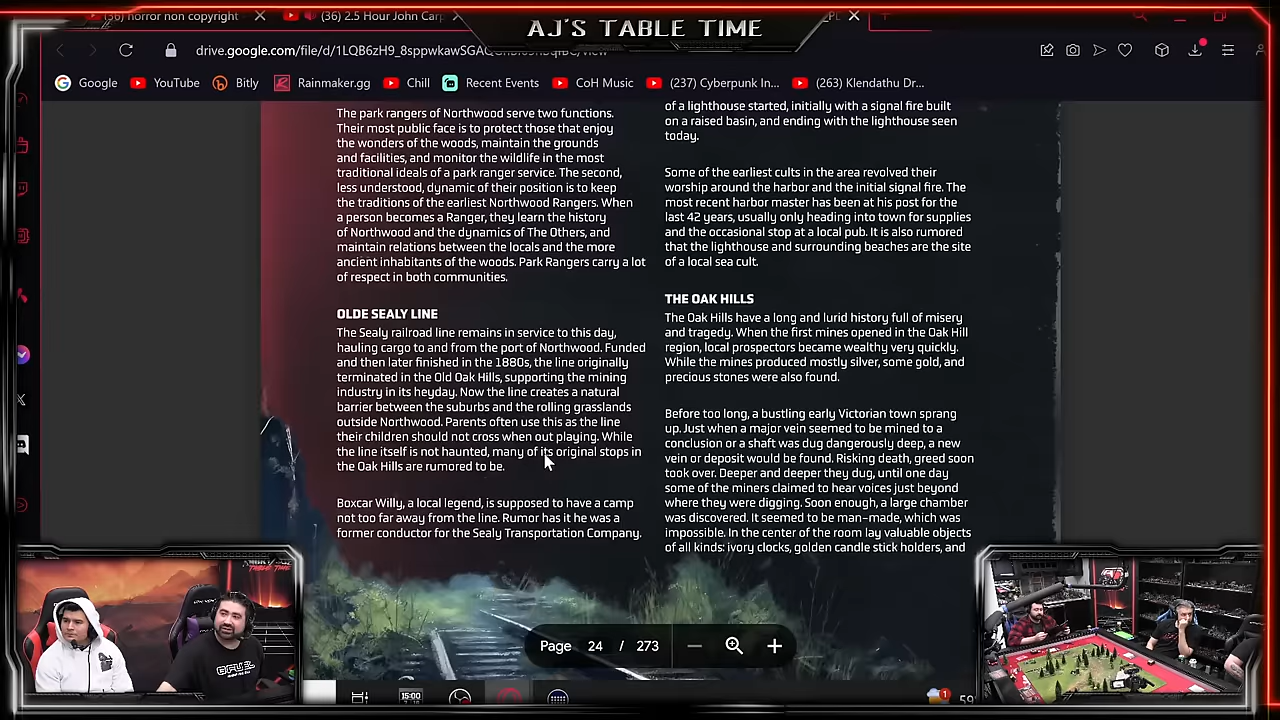 AJ'S TABLE TIME
(36) horror non copyright
(36) 2.5 Hour John Carp
drive.google.com/file/d/1LQB6zH9_8sppwkawSGAC
Google
YouTube
Bitly
Rainmaker.gg
Chill
Recent Events
CoH Music
(237) Cyberpunk In...
(263) Klendathu Dr...
The park rangers of Northwood serve two functions.
Their most public face is to protect those that enjoy
the wonders of the woods, maintain the grounds
and facilities, and monitor the wildlife in the most
traditional ideals of a park ranger service. The second,
less understood, dynamic of their position is to keep
the traditions of the earliest Northwood Rangers. When
a person becomes a Ranger, they learn the history
of Northwood and the dynamics of The Others, and
maintain relations between the locals and the more
ancient inhabitants of the woods. Park Rangers carry a lot
of respect in both communities.
OLDE SEALY LINE
The Sealy railroad line remains in service to this day,
hauling cargo to and from the port of Northwood. Funded
and then later finished in the 1880s, the line originally
terminated in the Old Oak Hills, supporting the mining
industry in its heyday. Now the line creates a natural
barrier between the suburbs and the rolling grasslands
outside Northwood. Parents often use this as the line
their children should not cross when out playing. While
the line itself is not haunted, many of its original stops in
the Oak Hills are rumored to be.
Boxcar Willy, a local legend, is supposed to have a camp
not too far away from the line. Rumor has it he was a
former conductor for the Sealy Transportation Company.
of a lighthouse started, initially with a signal fire built
on a raised basin, and ending with the lighthouse seen
today.
Some of the earliest cults in the area revolved their
worship around the harbor and the initial signal fire. The
most recent harbor master has been at his post for the
last 42 years, usually only heading into town for supplies
and the occasional stop at a local pub. It is also rumored
that the lighthouse and surrounding beaches are the site
of a local sea cult.
THE OAK HILLS
The Oak Hills have a long and lurid history full of misery
and tragedy. When the first mines opened in the Oak Hill
region, local prospectors became wealthy very quickly.
While the mines produced mostly silver, some gold, and
precious stones were also found.
Before too long, a bustling early Victorian town sprang
up. Just when a major vein seemed to be mined to a
conclusion or a shaft was dug dangerously deep, a new
vein or deposit would be found. Risking death, greed soon
took over. Deeper and deeper they dug, until one day
some of the miners claimed to hear voices just beyond
where they were digging. Soon enough, a large chamber
was discovered. It seemed to be man-made, which was
impossible. In the center of the room lay valuable objects
of all kinds clocks, golden candle stick holders, and
Page 24 / 273
15:00
1
59
GFUEL